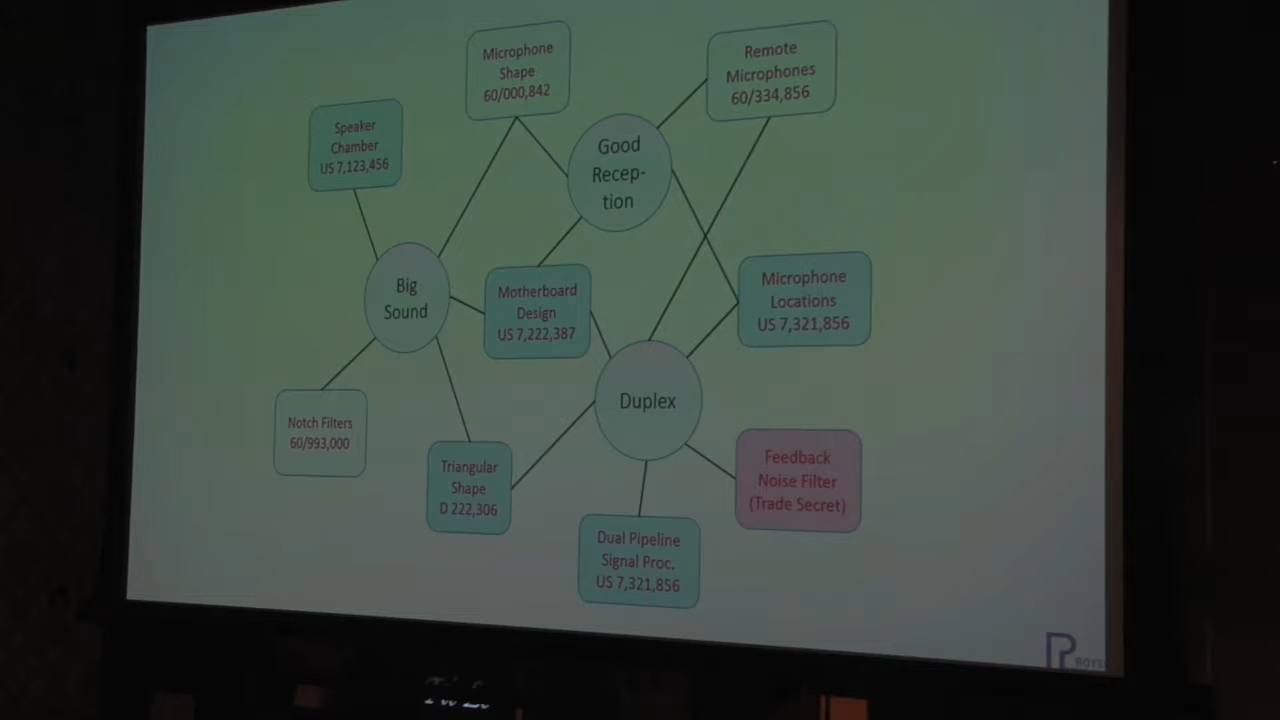 Microphone
Shape
60/000,842
Remote
Microphones
60/334,856
Speaker
Chamber
US 7,123,456
Good
Recep-
tion
Big
Sound
Motherboard
Design
US 7,222,387
Microphone
Locations
US 7,321,856
Duplex
Notch Filters
60/993,000
Triangular
Shape
D 222,306
Feedback
Noise Filter
(Trade Secret)
Dual Pipeline
Signal Proc.
US 7,321,856